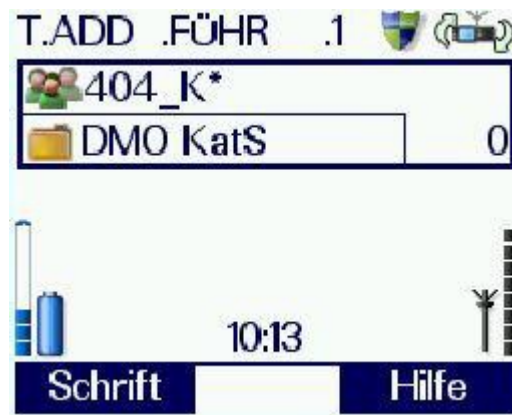 T.ADD .FÜHR .1
404_K*
DMO KatS 0
10:13
Schrift Hilfe